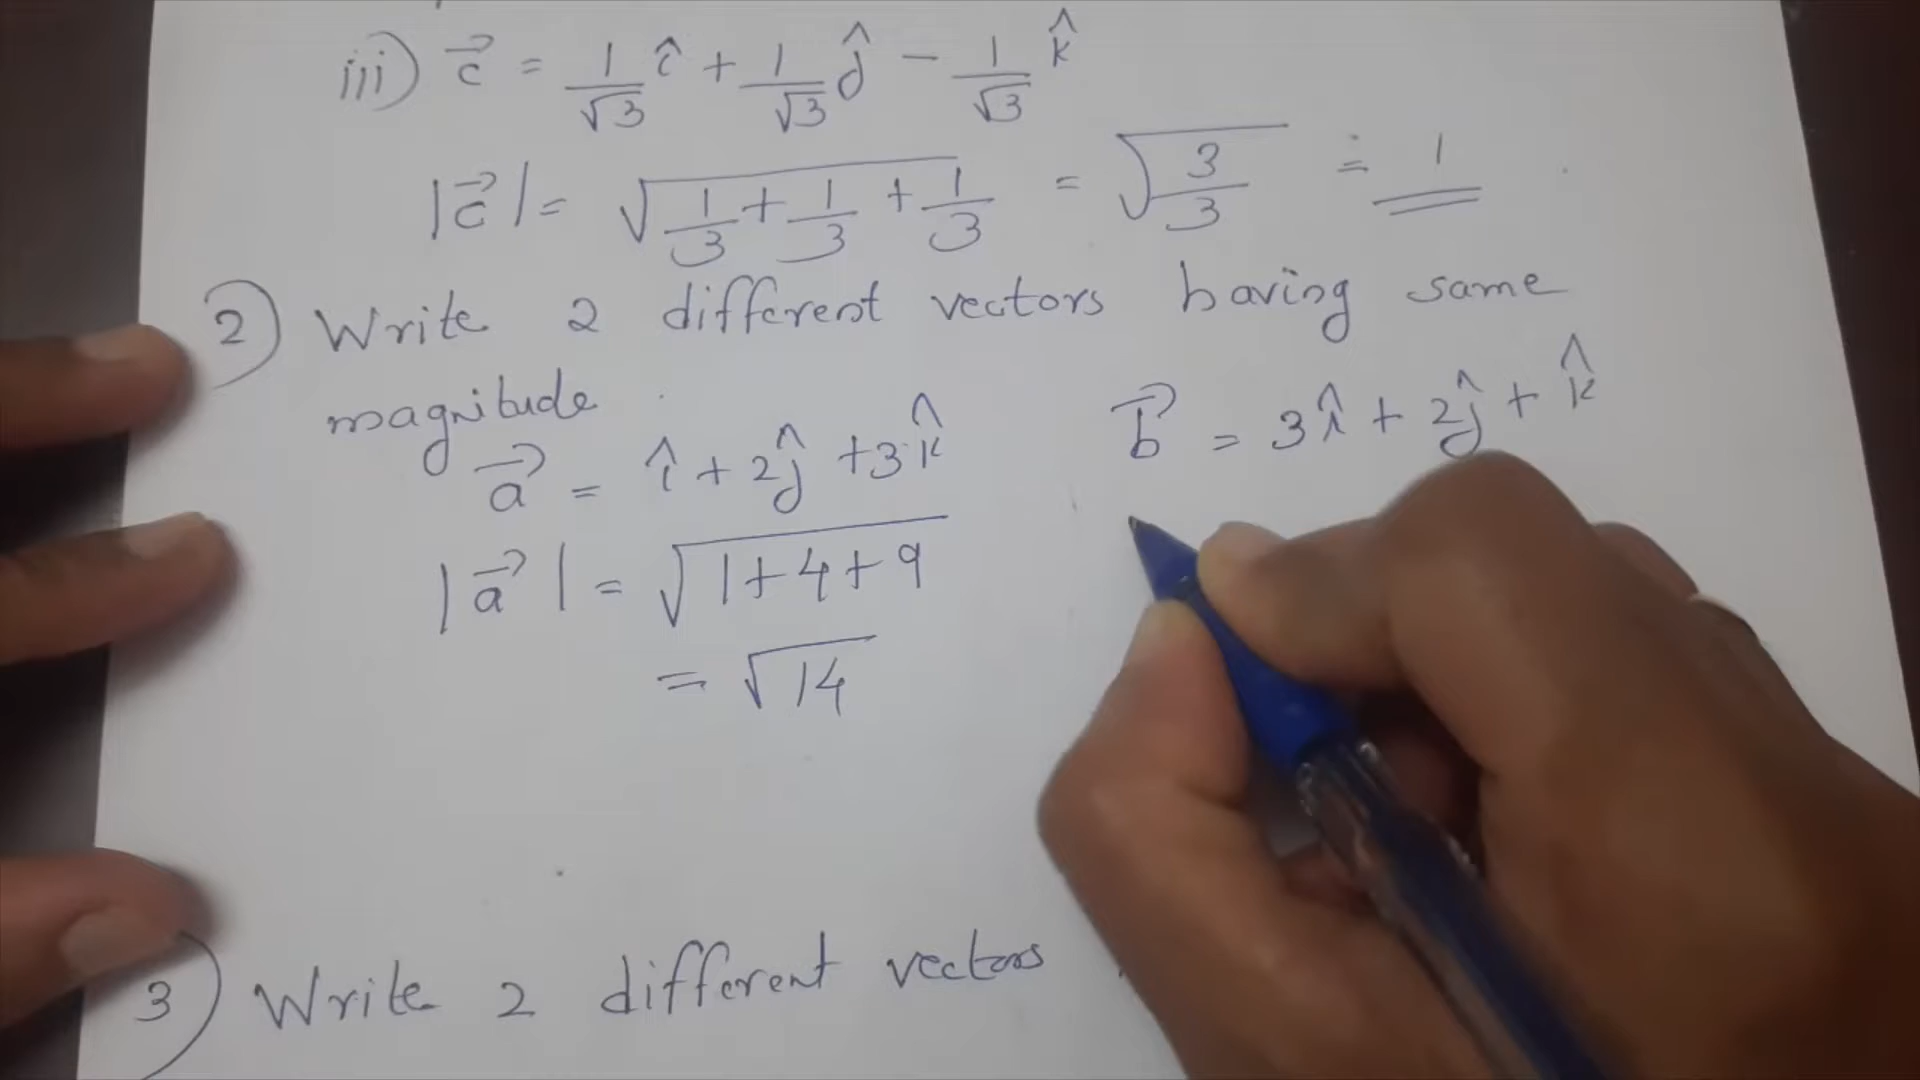 iii) c⃗ = 1/√3 î + 1/√3 ĵ − 1/√3 k̂
|c⃗| = √(1/3 + 1/3 + 1/3) = √(3/3) = 1
2) Write 2 different vectors having same
magnitude.
a⃗ = î + 2ĵ + 3k̂
b⃗ = 3î + 2ĵ + k̂
|a⃗| = √(1+4+9)
= √14
3) Write 2 different vectors